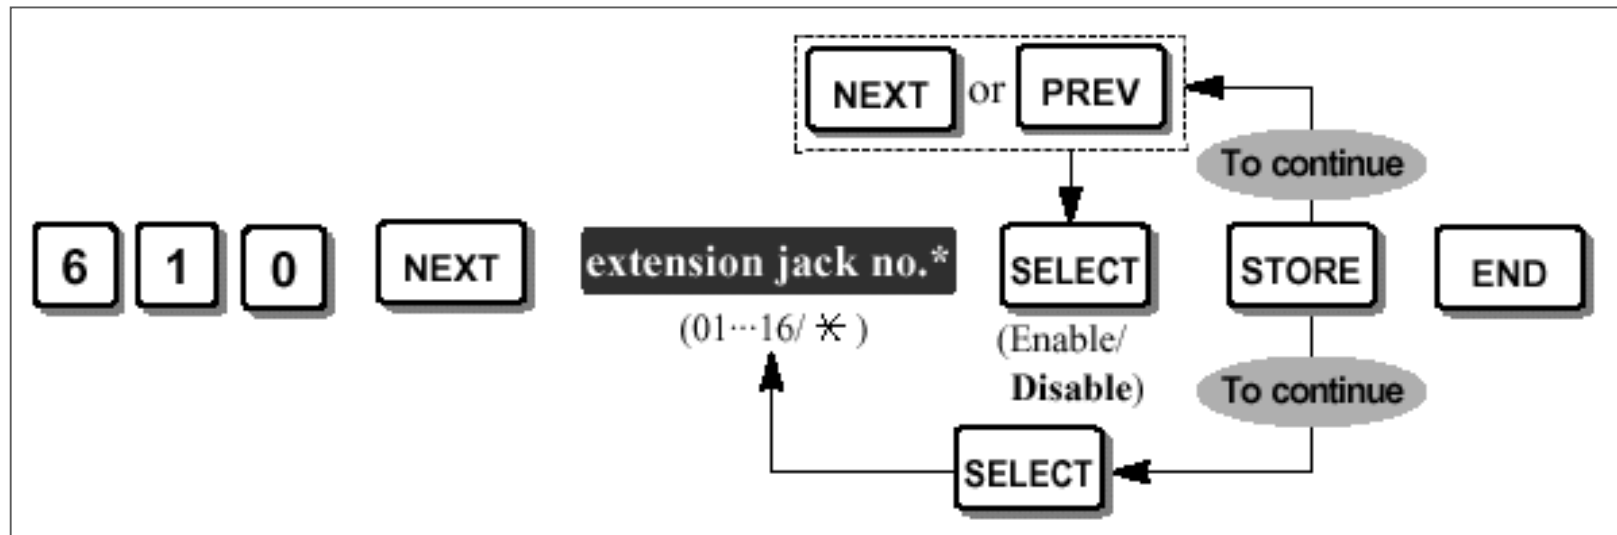 NEXT or PREV
To continue
6 1 0 NEXT extension jack no.* SELECT STORE END
(01···16/ ✳ ) (Enable/
Disable) To continue
SELECT